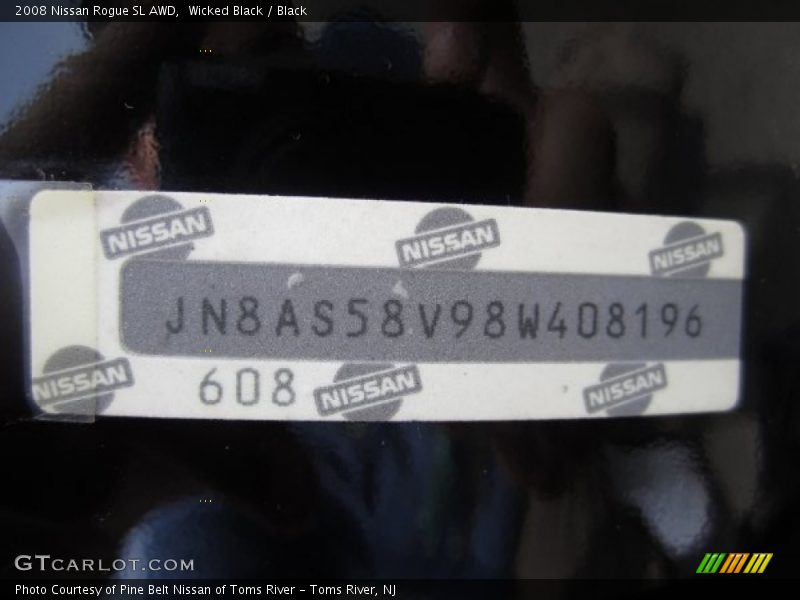 2008 Nissan Rogue SL AWD,  Wicked Black / Black
NISSAN NISSAN NISSAN
JN8AS58V98W408196
NISSAN 608 NISSAN NISSAN
GTCARLOT.COM
Photo Courtesy of Pine Belt Nissan of Toms River – Toms River, NJ